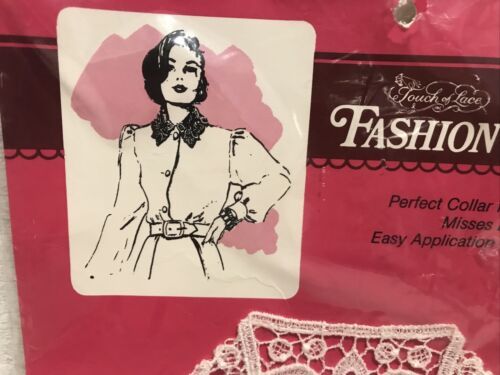 Touch of Lace
FASHION
Perfect Collar
Misses
Easy Application